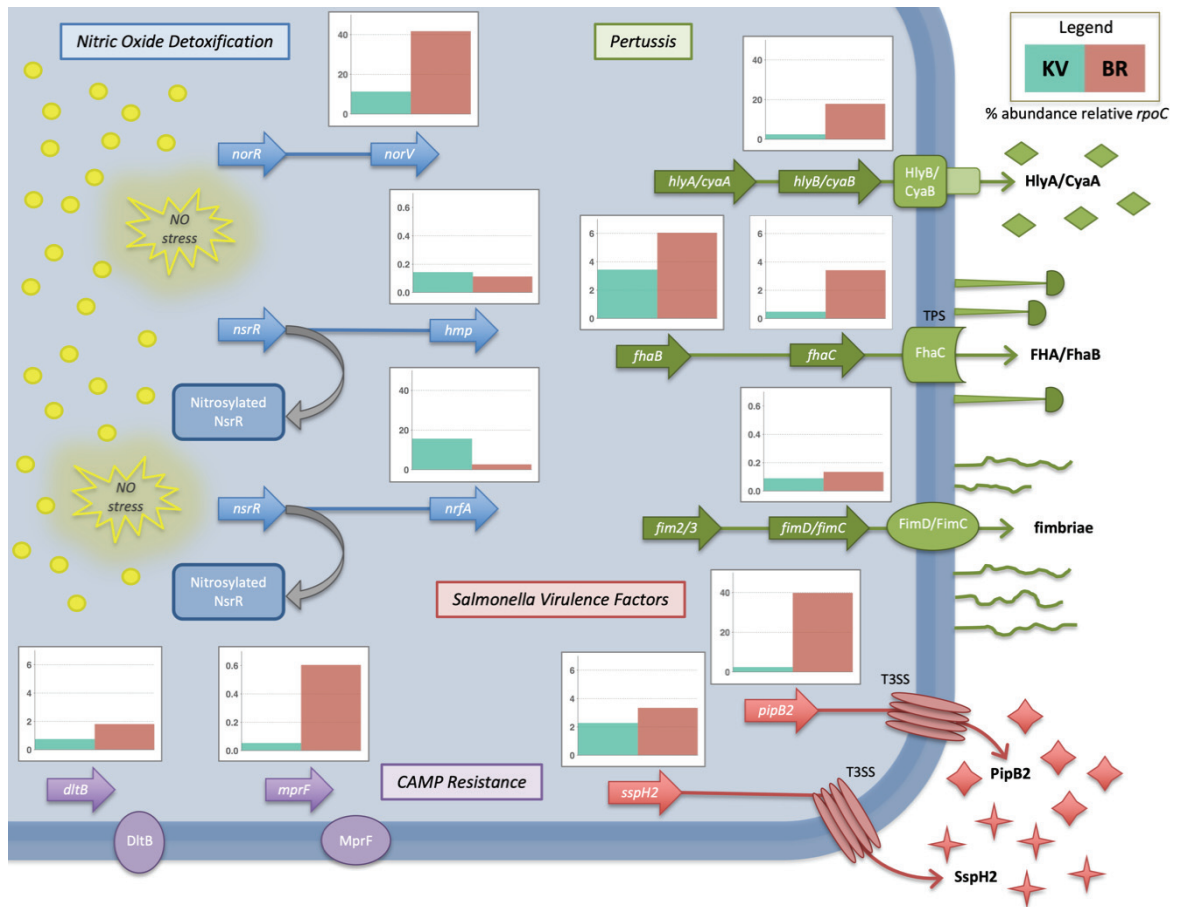 Nitric Oxide Detoxification
Pertussis
Legend
KV
BR
% abundance relative rpoC
40
20
0
norR
norV
40
20
0
hlyA/cyaA
hlyB/cyaB
HlyB/
CyaB
HlyA/CyaA
NO
stress
0.6
0.4
0.2
0.0
nsrR
hmp
Nitrosylated
NsrR
6
4
2
0
6
4
2
0
fhaB
fhaC
TPS
FhaC
FHA/FhaB
NO
stress
40
20
0
nsrR
nrfA
Nitrosylated
NsrR
0.6
0.4
0.2
0.0
fim2/3
fimD/fimC
FimD/FimC
fimbriae
Salmonella Virulence Factors
40
20
0
pipB2
T3SS
PipB2
6
4
2
0
sspH2
T3SS
SspH2
6
4
2
0
dltB
DltB
0.6
0.4
0.2
0.0
mprF
MprF
CAMP Resistance